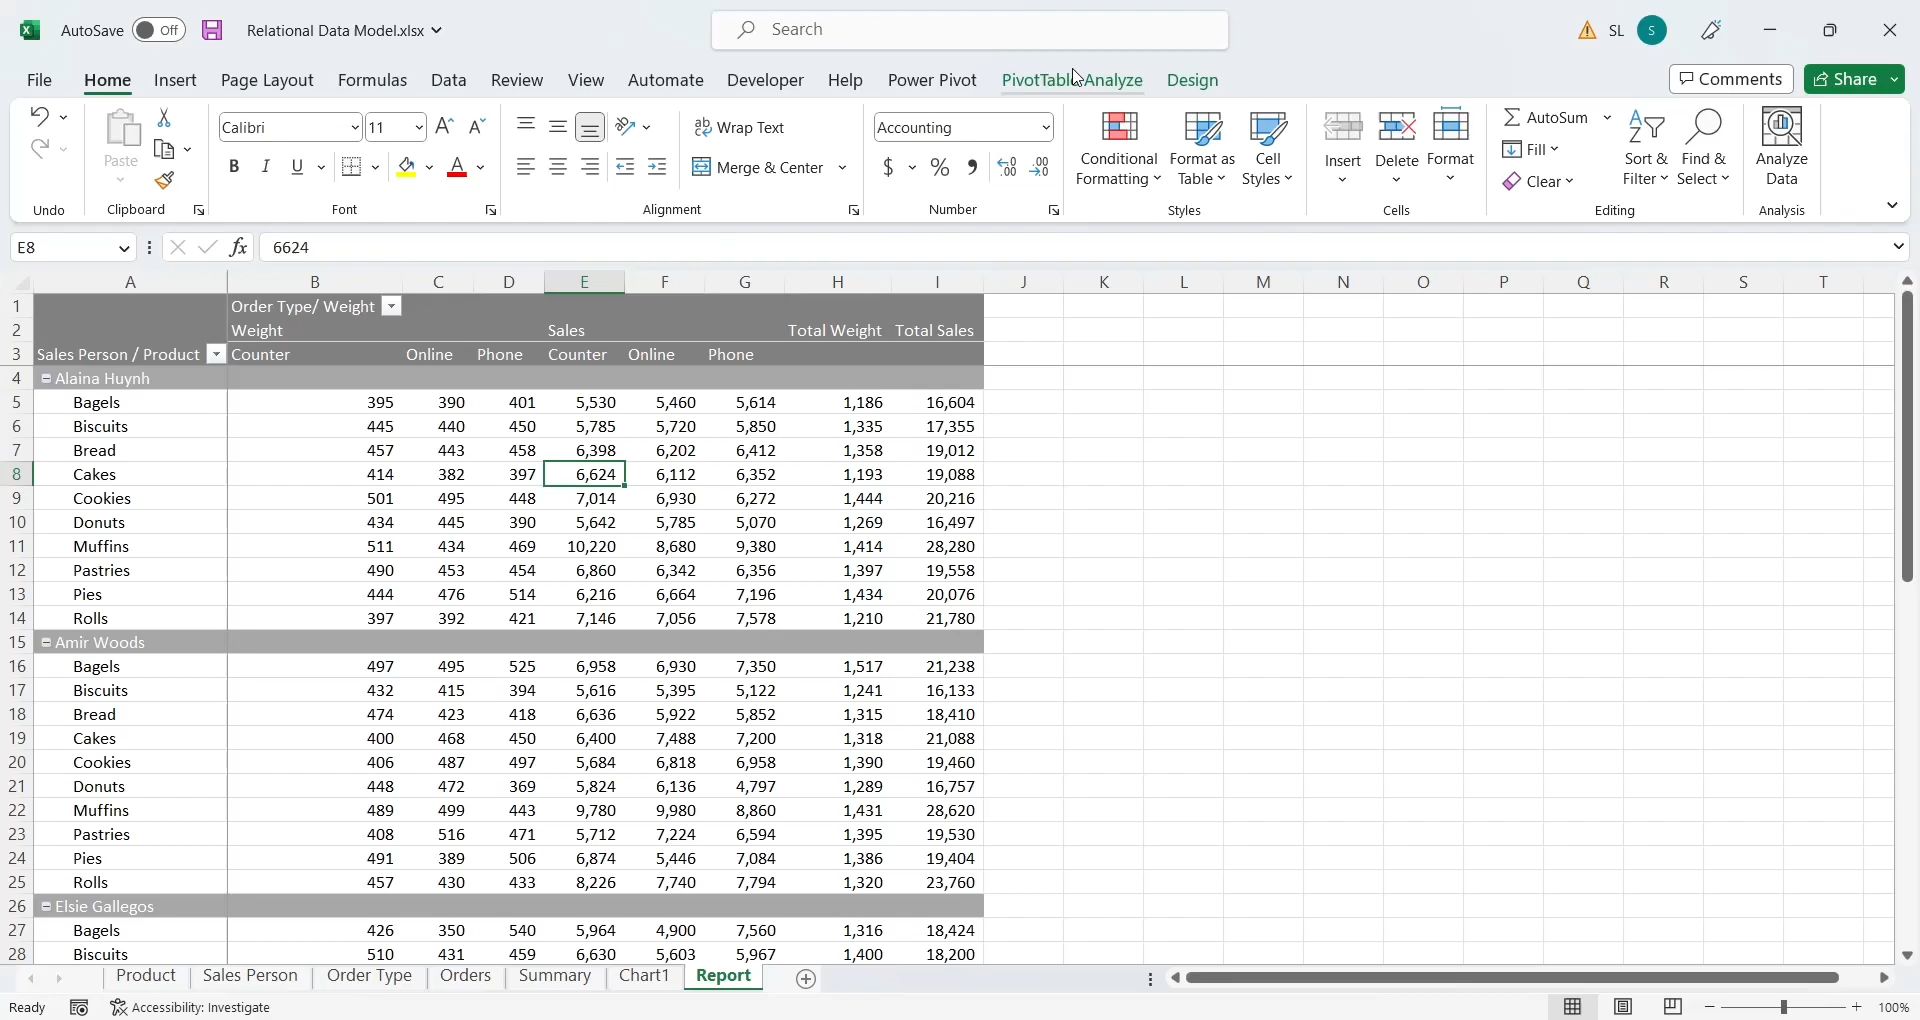 AutoSave Off Relational Data Model.xlsx Search SL S
File Home Insert Page Layout Formulas Data Review View Automate Developer Help Power Pivot PivotTable Analyze Design Comments Share
Paste
Calibri 11
B I U
Wrap Text
Merge & Center
Accounting
$ %
Conditional Formatting
Format as Table
Cell Styles
Insert Delete Format
AutoSum
Fill
Clear
Sort & Filter
Find & Select
Analyze Data
Undo Clipboard Font Alignment Number Styles Cells Editing Analysis
E8 fx 6624
A B C D E F G H I J K L M N O P Q R S T
1 Order Type/ Weight
2 Weight Sales Total Weight Total Sales
3 Sales Person / Product Counter Online Phone Counter Online Phone
4 Alaina Huynh
5 Bagels 395 390 401 5,530 5,460 5,614 1,186 16,604
6 Biscuits 445 440 450 5,785 5,720 5,850 1,335 17,355
7 Bread 457 443 458 6,398 6,202 6,412 1,358 19,012
8 Cakes 414 382 397 6,624 6,112 6,352 1,193 19,088
9 Cookies 501 495 448 7,014 6,930 6,272 1,444 20,216
10 Donuts 434 445 390 5,642 5,785 5,070 1,269 16,497
11 Muffins 511 434 469 10,220 8,680 9,380 1,414 28,280
12 Pastries 490 453 454 6,860 6,342 6,356 1,397 19,558
13 Pies 444 476 514 6,216 6,664 7,196 1,434 20,076
14 Rolls 397 392 421 7,146 7,056 7,578 1,210 21,780
15 Amir Woods
16 Bagels 497 495 525 6,958 6,930 7,350 1,517 21,238
17 Biscuits 432 415 394 5,616 5,395 5,122 1,241 16,133
18 Bread 474 423 418 6,636 5,922 5,852 1,315 18,410
19 Cakes 400 468 450 6,400 7,488 7,200 1,318 21,088
20 Cookies 406 487 497 5,684 6,818 6,958 1,390 19,460
21 Donuts 448 472 369 5,824 6,136 4,797 1,289 16,757
22 Muffins 489 499 443 9,780 9,980 8,860 1,431 28,620
23 Pastries 408 516 471 5,712 7,224 6,594 1,395 19,530
24 Pies 491 389 506 6,874 5,446 7,084 1,386 19,404
25 Rolls 457 430 433 8,226 7,740 7,794 1,320 23,760
26 Elsie Gallegos
27 Bagels 426 350 540 5,964 4,900 7,560 1,316 18,424
28 Biscuits 510 431 459 6,630 5,603 5,967 1,400 18,200
Product Sales Person Order Type Orders Summary Chart1 Report
Ready Accessibility: Investigate 100%